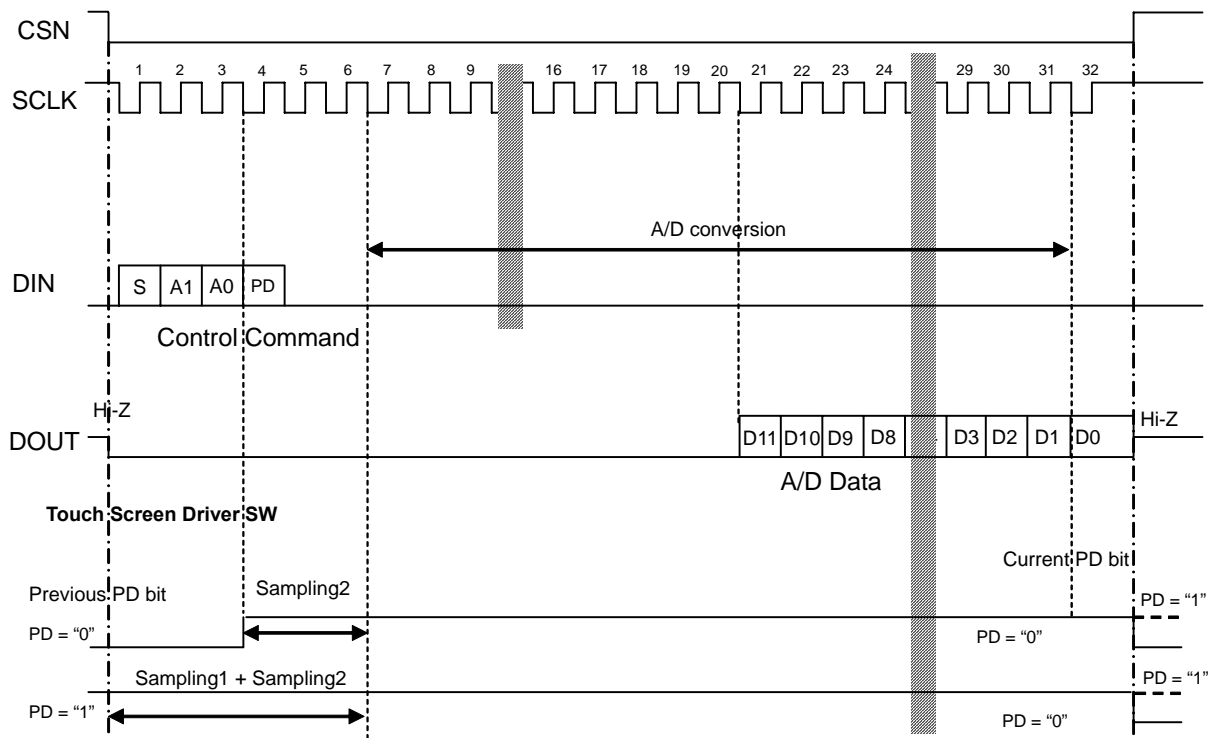 CSN
1 2 3 4 5 6 7 8 9 16 17 18 19 20 21 22 23 24 29 30 31 32
SCLK
A/D conversion
DIN
S A1 A0 PD
Control Command
Hi-Z
Hi-Z
DOUT
D11 D10 D9 D8 D3 D2 D1 D0
A/D Data
Touch Screen Driver SW
Current PD bit
Previous PD bit
Sampling2
PD = “1”
PD = “0”
PD = “0”
Sampling1 + Sampling2
PD = “1”
PD = “1”
PD = “0”